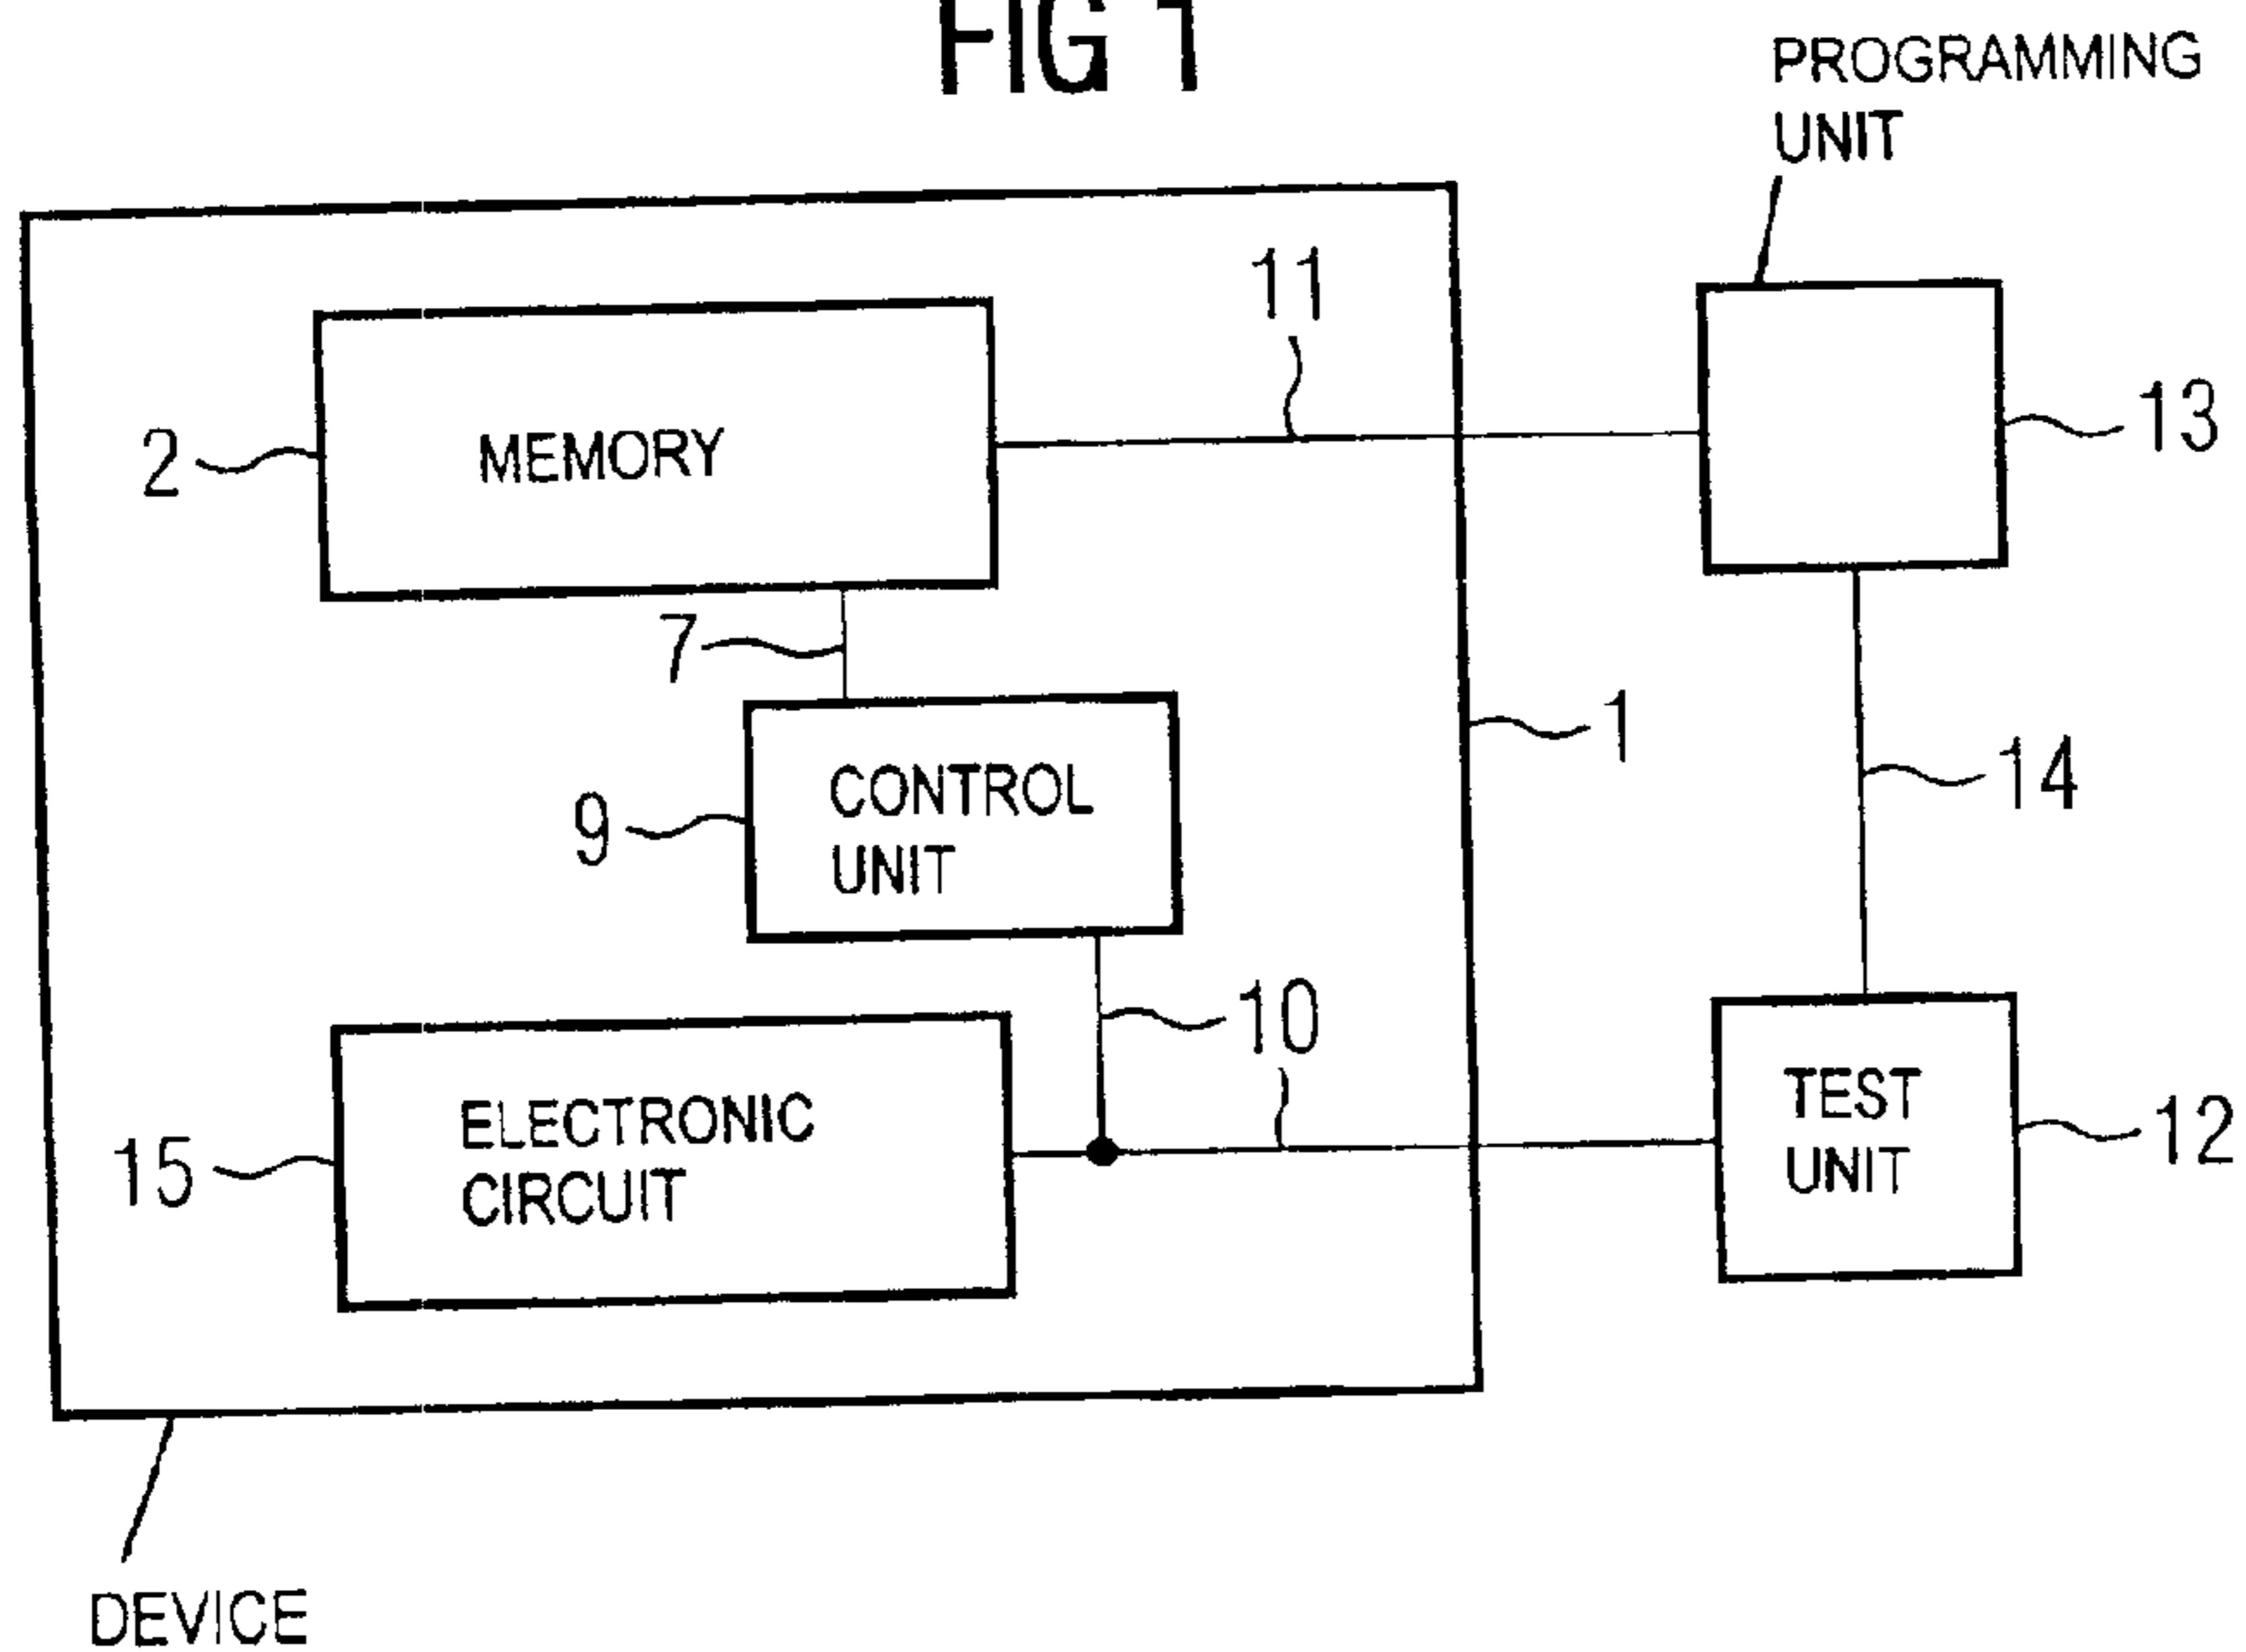 FIG 1
PROGRAMMING
UNIT
11
MEMORY
2
13
7
1
CONTROL
UNIT
9
14
10
ELECTRONIC
CIRCUIT
15
TEST
UNIT
12
DEVICE